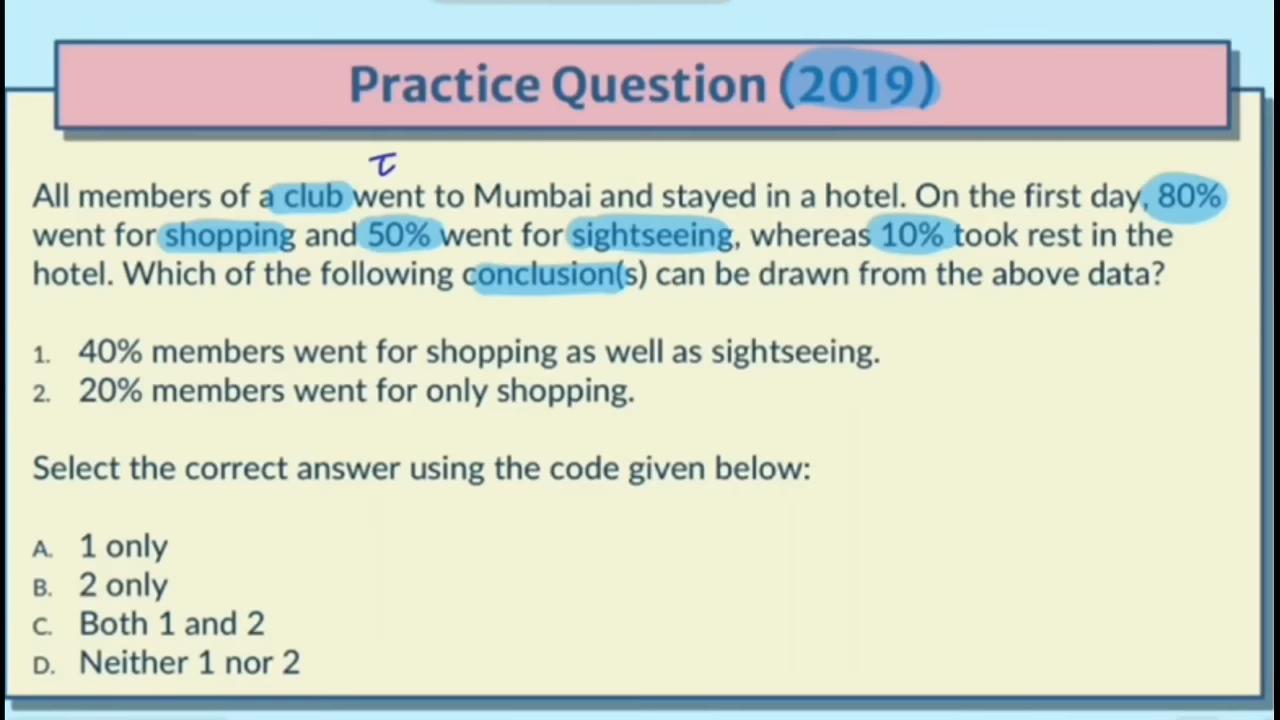 Practice Question (2019)
All members of a club went to Mumbai and stayed in a hotel. On the first day, 80%
went for shopping and 50% went for sightseeing, whereas 10% took rest in the
hotel. Which of the following conclusion(s) can be drawn from the above data?
1. 40% members went for shopping as well as sightseeing.
2. 20% members went for only shopping.
Select the correct answer using the code given below:
A. 1 only
B. 2 only
C. Both 1 and 2
D. Neither 1 nor 2